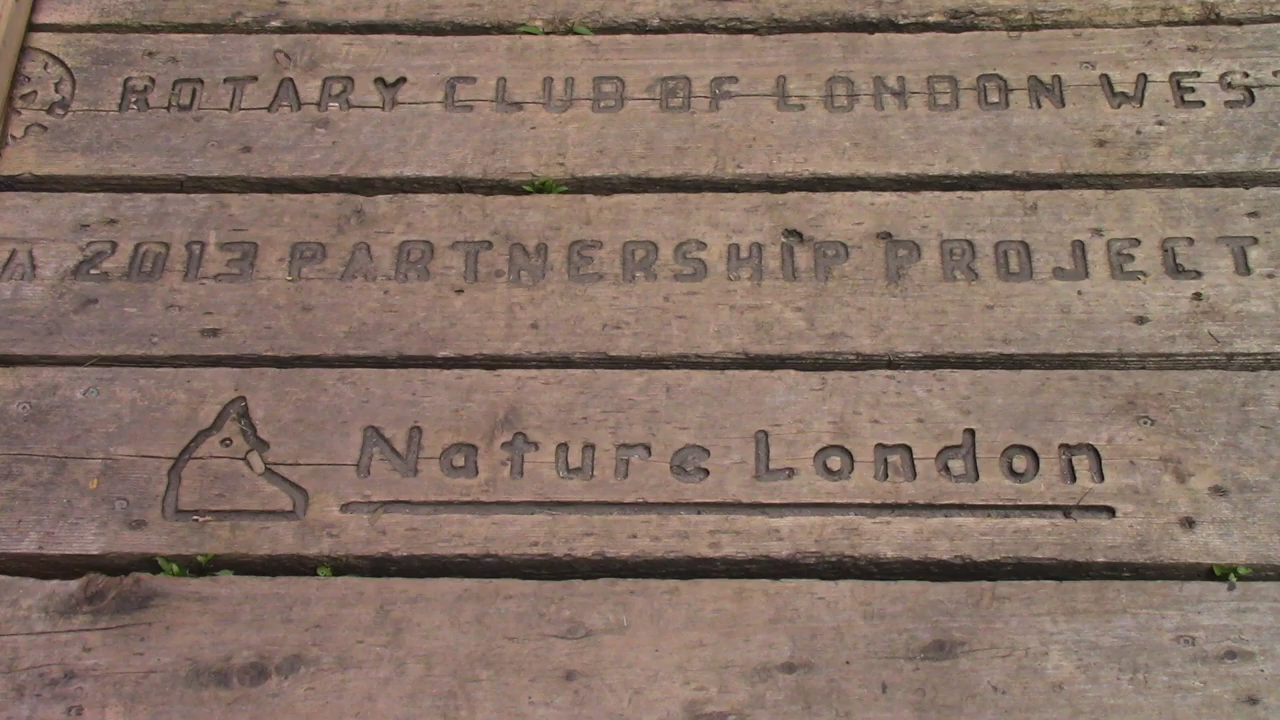 ROTARY CLUB OF LONDON WES
A 2013 PARTNERSHIP PROJECT
Nature London